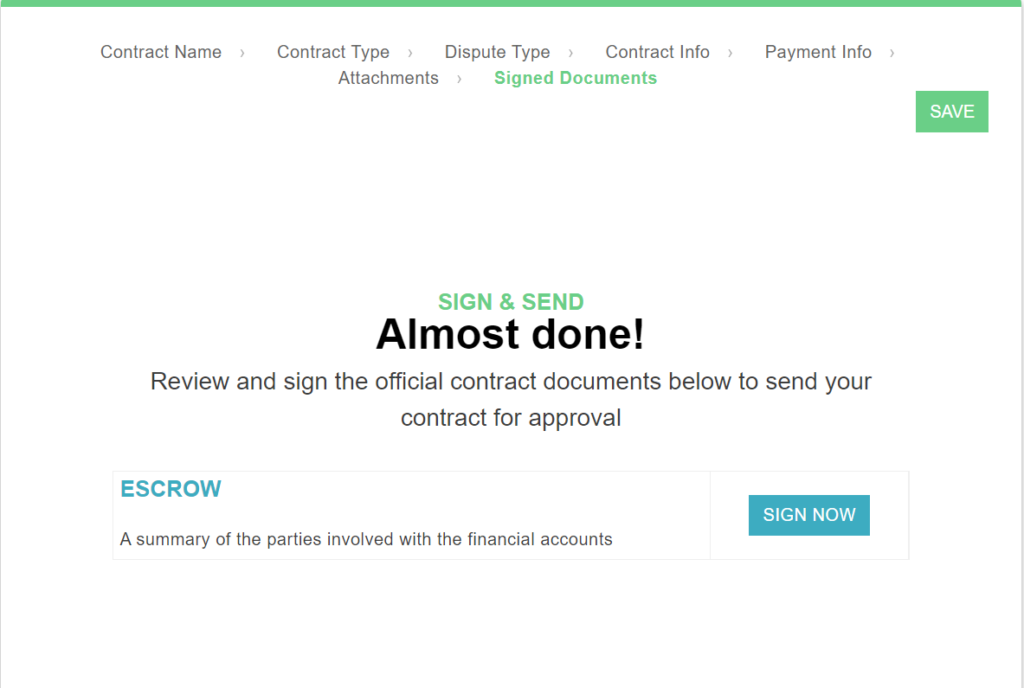 Contract Name › Contract Type › Dispute Type › Contract Info › Payment Info ›
Attachments › Signed Documents
SAVE
SIGN & SEND
Almost done!
Review and sign the official contract documents below to send your
contract for approval
ESCROW
SIGN NOW
A summary of the parties involved with the financial accounts